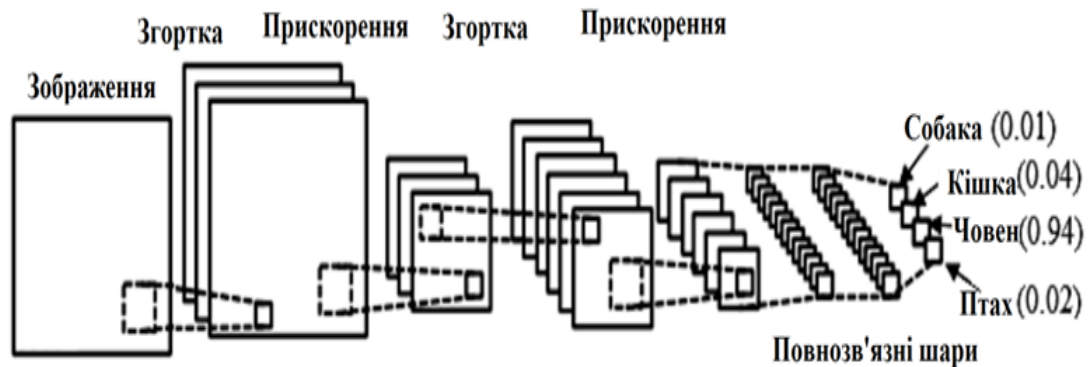 Згортка Прискорення Згортка Прискорення
Зображення
Собака (0.01)
Кішка (0.04)
Човен (0.94)
Птах (0.02)
Повнозв'язні шари